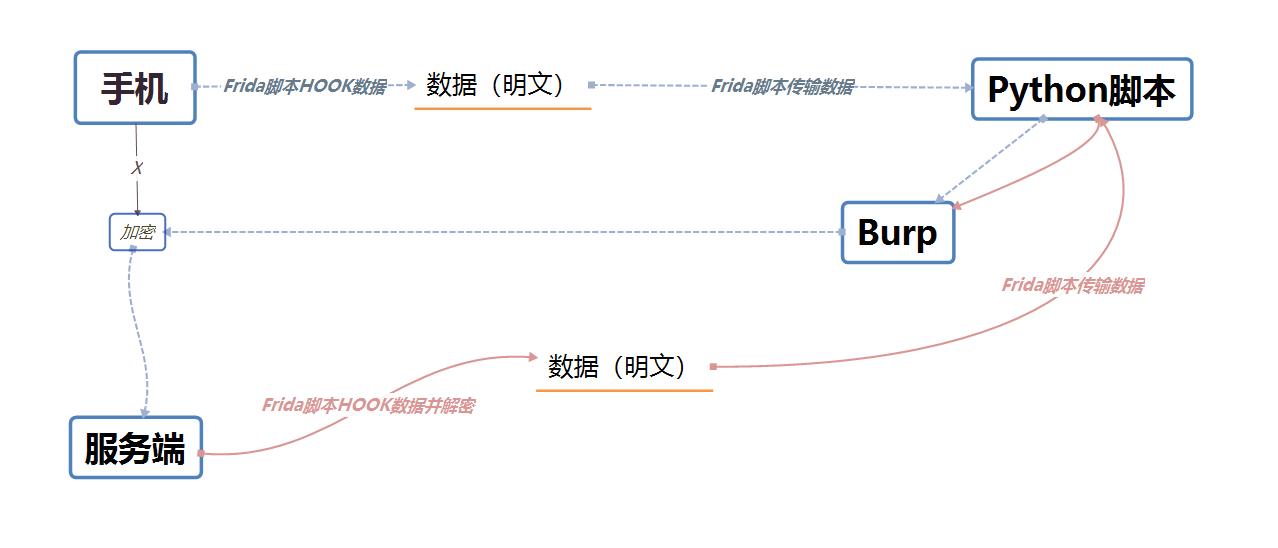 手机
Frida脚本HOOK数据
数据（明文）
Frida脚本传输数据
Python脚本
X
加密
Burp
Frida脚本传输数据
数据（明文）
Frida脚本HOOK数据并解密
服务端